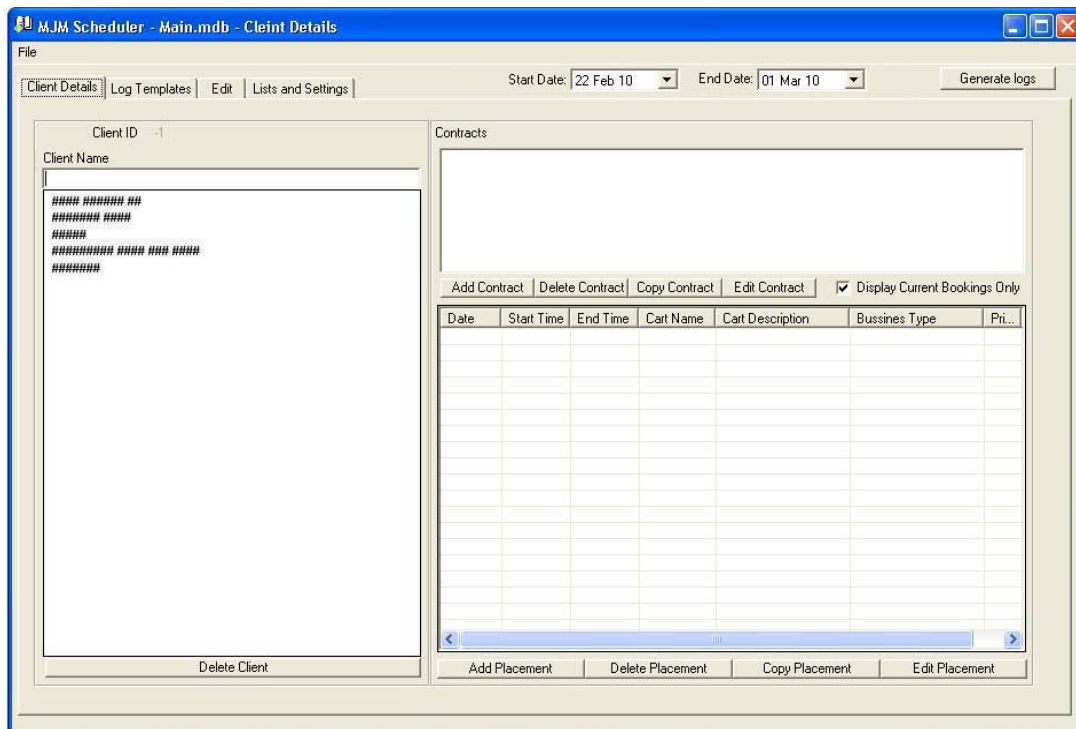 MJM Scheduler - Main.mdb - Cleint Details
File
Client Details Log Templates Edit Lists and Settings
Start Date: 22 Feb 10 End Date: 01 Mar 10 Generate logs
Client ID -1
Client Name
#### ###### ##
####### ####
#####
######### #### ### ####
#######
Delete Client
Contracts
Add Contract Delete Contract Copy Contract Edit Contract Display Current Bookings Only
Date Start Time End Time Cart Name Cart Description Bussines Type Pri...
Add Placement Delete Placement Copy Placement Edit Placement